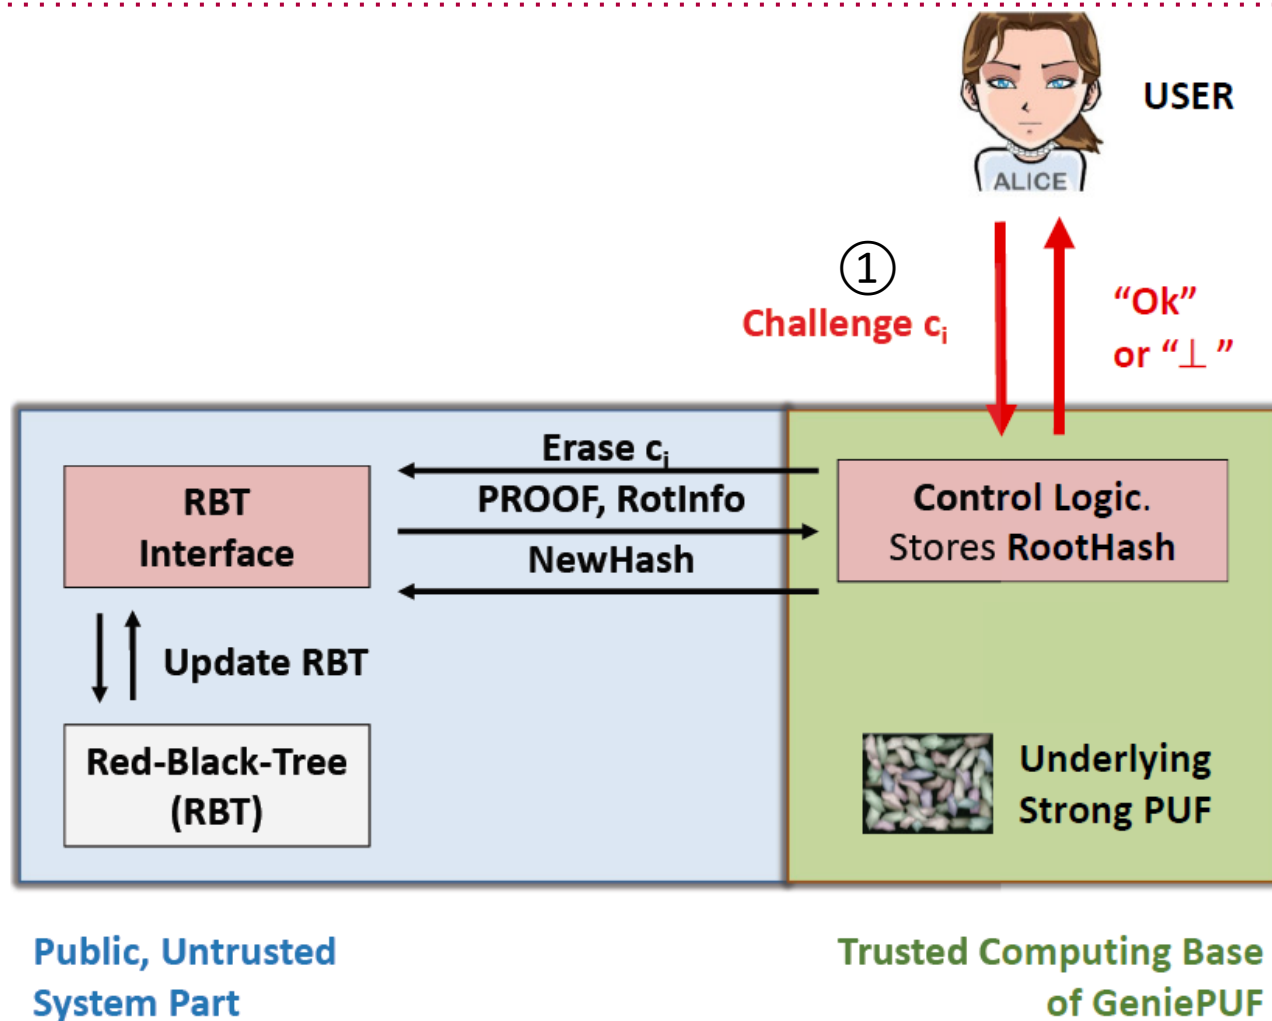 USER
ALICE
①
Challenge cᵢ
“Ok”
or “⊥”
Erase cᵢ
PROOF, RotInfo
NewHash
RBT
Interface
Control Logic.
Stores RootHash
Update RBT
Red-Black-Tree
(RBT)
Underlying
Strong PUF
Public, Untrusted
System Part
Trusted Computing Base
of GeniePUF